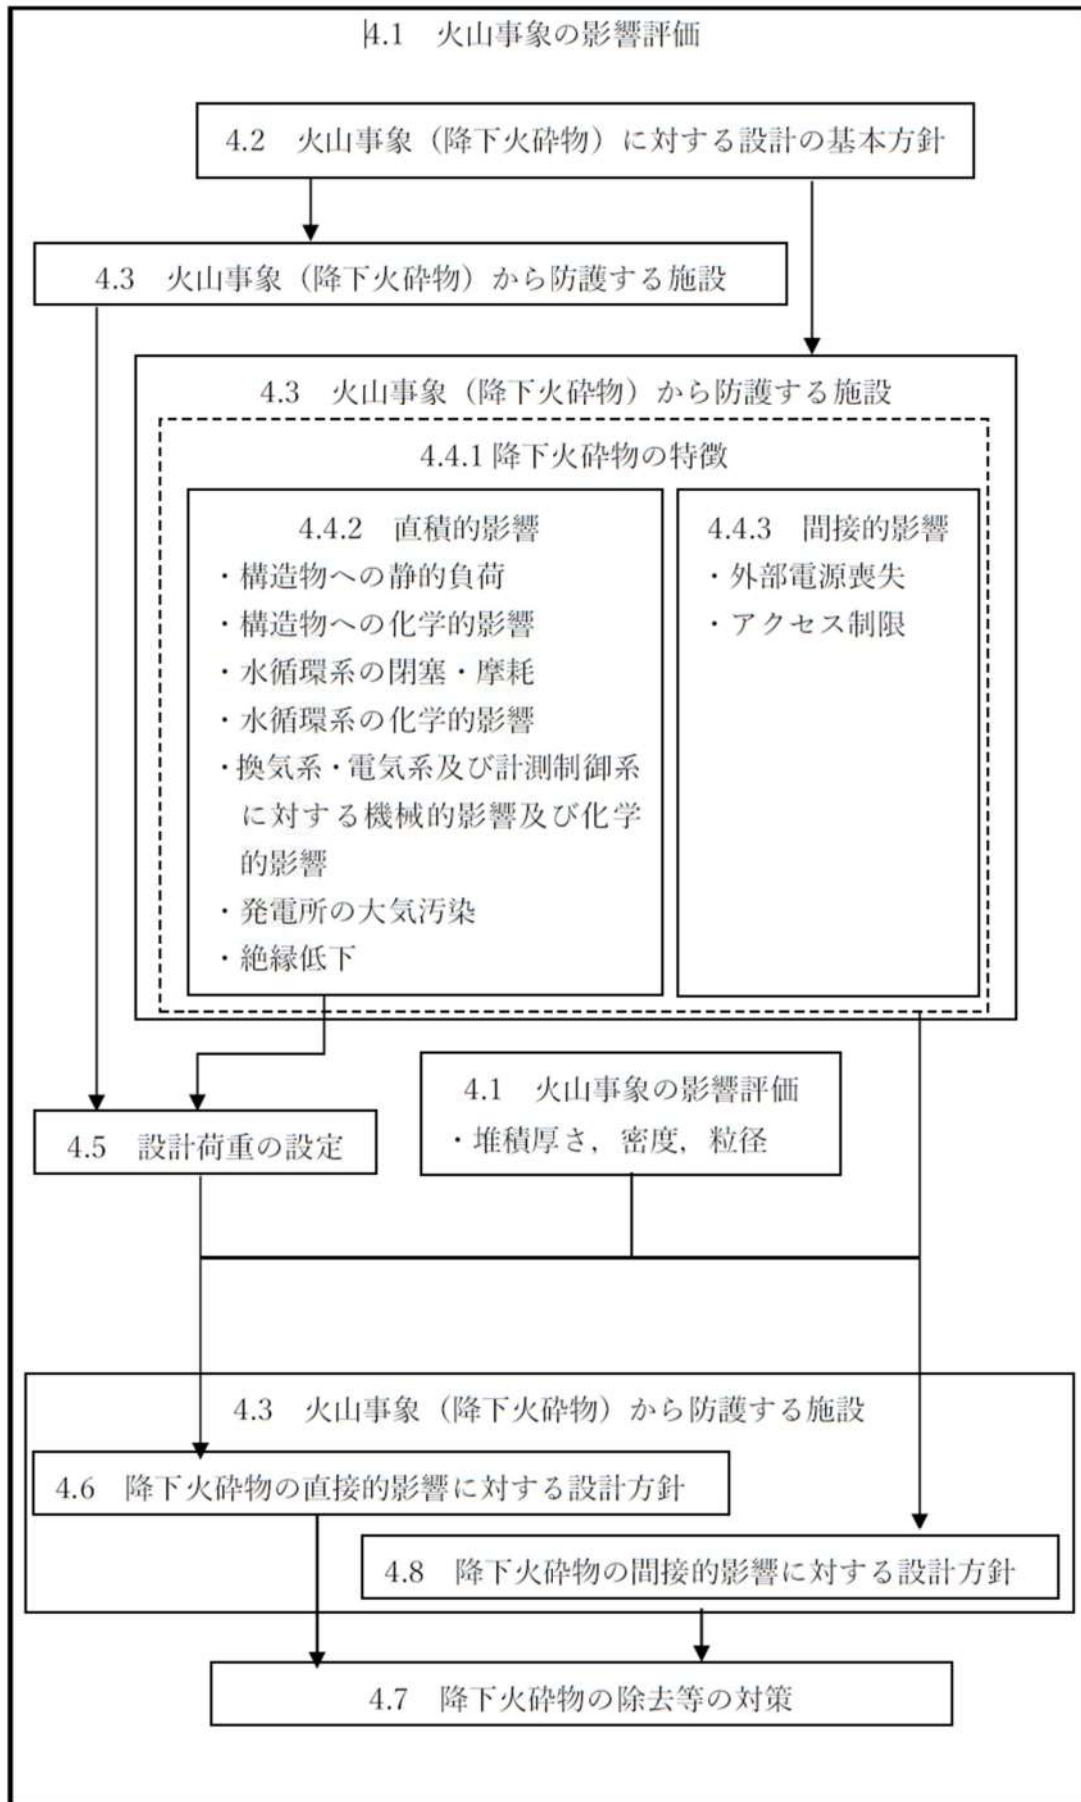 4.1 火山事象の影響評価
4.2 火山事象（降下火砕物）に対する設計の基本方針
4.3 火山事象（降下火砕物）から防護する施設
4.3 火山事象（降下火砕物）から防護する施設
4.4.1 降下火砕物の特徴
4.4.2 直積的影響
・構造物への静的負荷
・構造物への化学的影響
・水循環系の閉塞・摩耗
・水循環系の化学的影響
・換気系・電気系及び計測制御系
に対する機械的影響及び化学
的影響
・発電所の大気汚染
・絶縁低下
4.4.3 間接的影響
・外部電源喪失
・アクセス制限
4.1 火山事象の影響評価
・堆積厚さ，密度，粒径
4.5 設計荷重の設定
4.3 火山事象（降下火砕物）から防護する施設
4.6 降下火砕物の直接的影響に対する設計方針
4.8 降下火砕物の間接的影響に対する設計方針
4.7 降下火砕物の除去等の対策